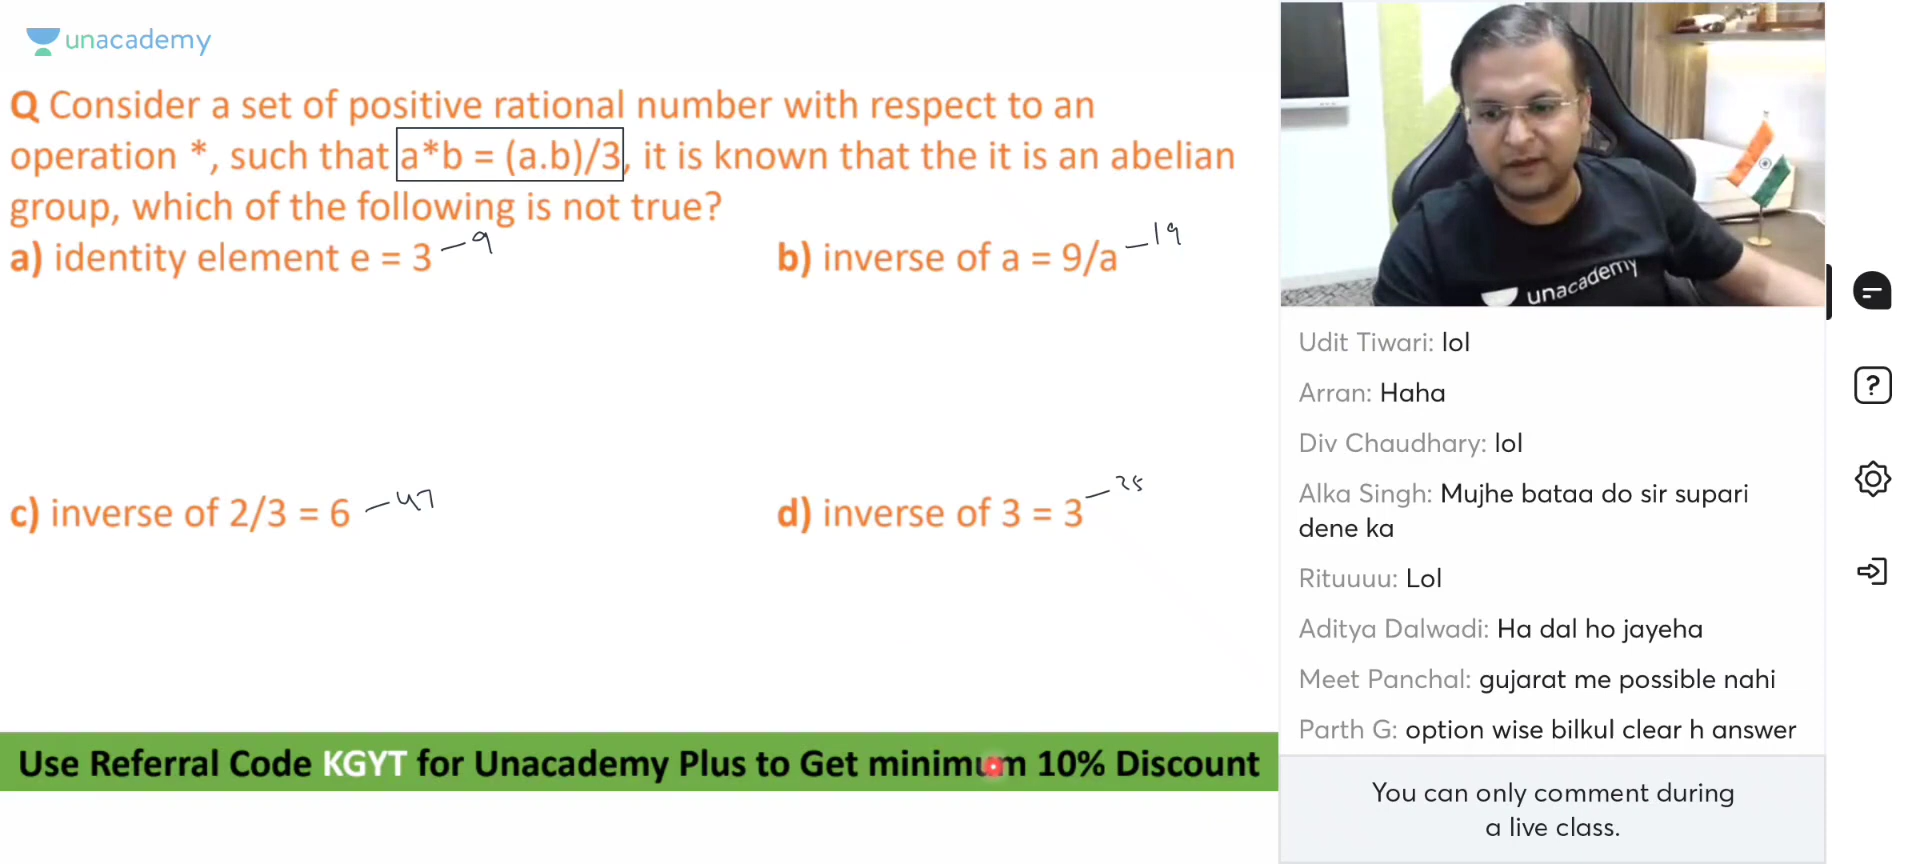 unacademy
Q Consider a set of positive rational number with respect to an
operation *, such that a*b = (a.b)/3, it is known that the it is an abelian
group, which of the following is not true?
a) identity element e = 3 – 9
b) inverse of a = 9/a – 19
c) inverse of 2/3 = 6 – 47
d) inverse of 3 = 3 – 25
Use Referral Code KGYT for Unacademy Plus to Get minimum 10% Discount
unacademy
Udit Tiwari: lol
Arran: Haha
Div Chaudhary: lol
Alka Singh: Mujhe bataa do sir supari
dene ka
Rituuuu: Lol
Aditya Dalwadi: Ha dal ho jayeha
Meet Panchal: gujarat me possible nahi
Parth G: option wise bilkul clear h answer
You can only comment during
a live class.
?